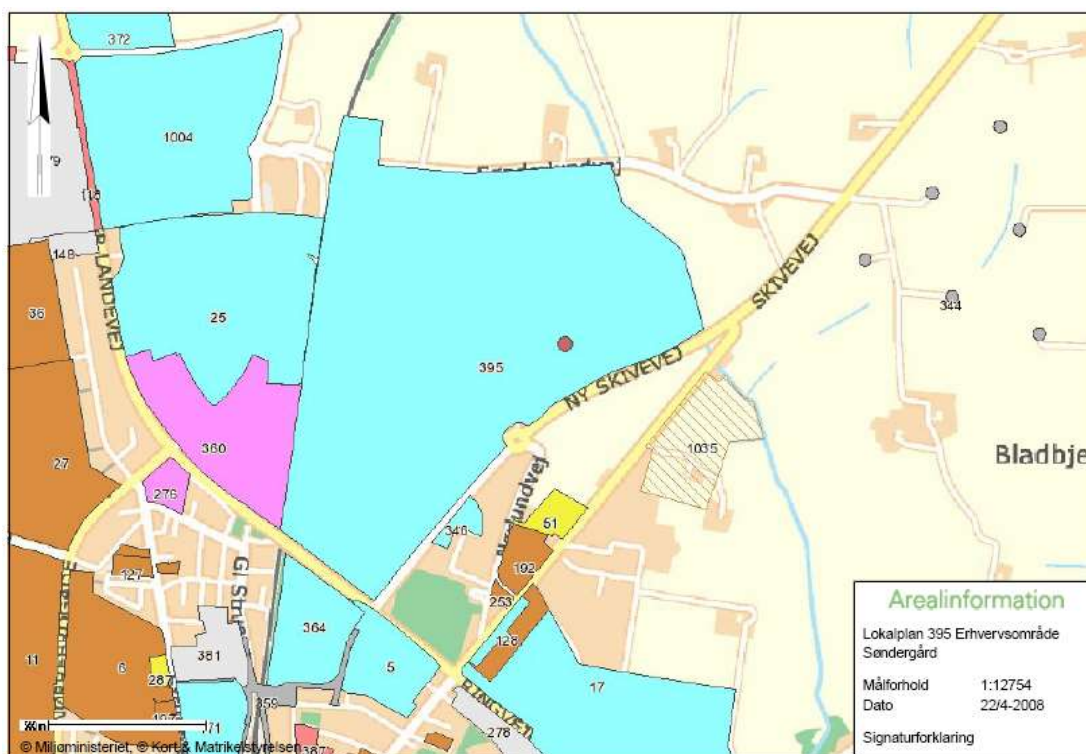 372
1004
118
148
LANDEVEJ
36
25
SKIVEVEJ
344
395
NY SKIVEVEJ
360
1035
27
Bladbje
276
346
51
192
127
253
128
364
6
381
5
11
287
17
359
RINGVEJ
278
Arealinformation
Lokalplan 395 Erhvervsområde
Søndergård
Målforhold 1:12754
Dato 22/4-2008
Signaturforklaring
© Miljøministeriet, © Kort & Matrikelstyrelsen